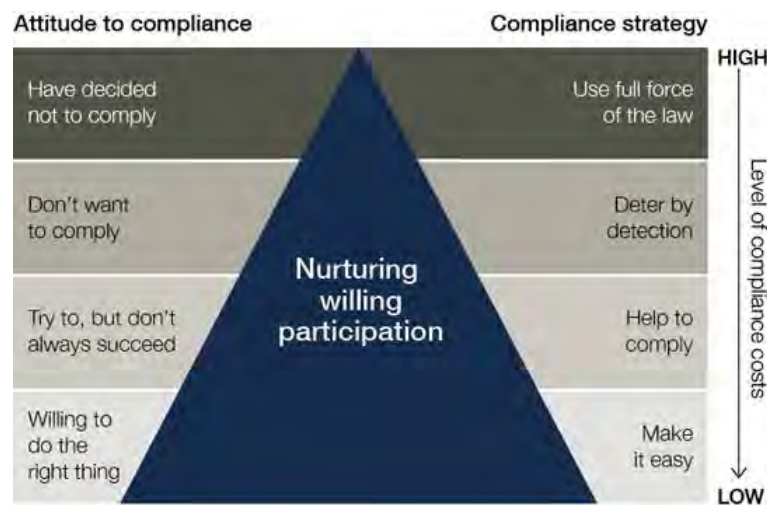 Attitude to compliance
Compliance strategy
HIGH
Have decided
not to comply
Use full force
of the law
Don't want
to comply
Deter by
detection
Nurturing
willing
participation
Try to, but don't
always succeed
Help to
comply
Willing to
do the
right thing
Make
it easy
Level of compliance costs
LOW